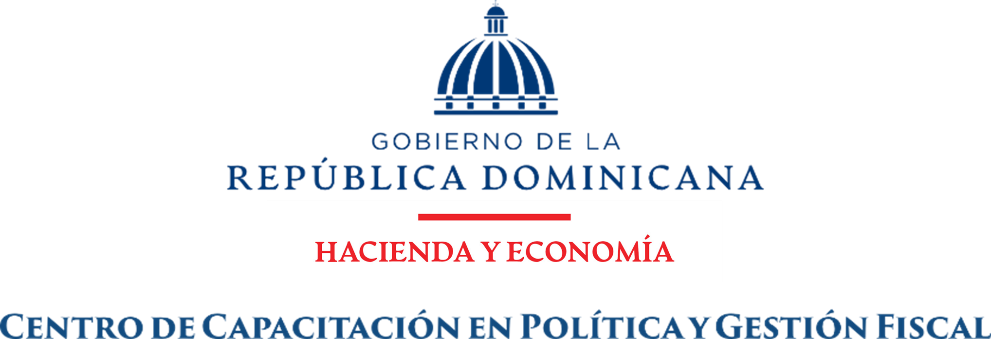 GOBIERNO DE LA
REPÚBLICA DOMINICANA
HACIENDA Y ECONOMÍA
CENTRO DE CAPACITACIÓN EN POLÍTICA Y GESTIÓN FISCAL